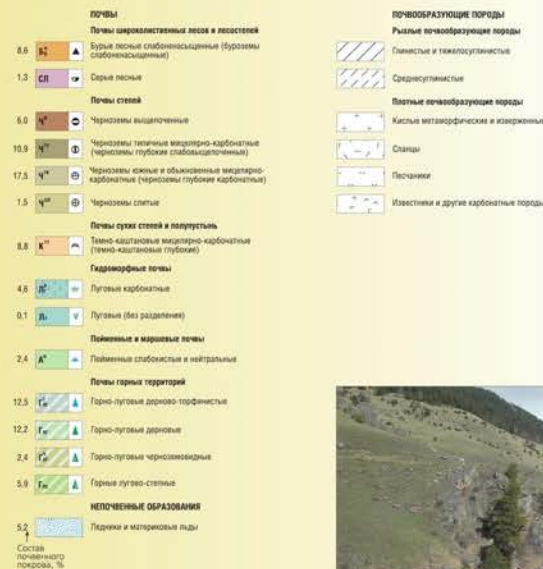 ПОЧВЫ
Почвы широколиственных лесов и лесостепей
8,6 Бурые лесные слабоненасыщенные (буроземы
слабоненасыщенные)
1,3 СЛ Серые лесные
Почвы степей
6,0 Черноземы выщелоченные
10,9 Черноземы типичные мицелярно-карбонатные
(черноземы глубокие слабовыщелоченные)
17,5 Черноземы южные и обыкновенные мицелярно-
карбонатные (черноземы глубокие карбонатные)
1,5 Черноземы слитые
Почвы сухих степей и полупустынь
8,8 Темно-каштановые мицелярно-карбонатные
(темно-каштановые глубокие)
Гидроморфные почвы
4,8 Луговые карбонатные
0,1 Луговые (без разделения)
Пойменные и маршевые почвы
2,4 Пойменные слабокислые и нейтральные
Почвы горных территорий
12,5 Горно-луговые дерново-торфянистые
12,2 Горно-луговые дерновые
2,4 Горно-луговые черноземовидные
5,9 Горные лугово-степные
НЕПОЧВЕННЫЕ ОБРАЗОВАНИЯ
5,2 Ледники и материковые льды
Состав
почвенного
покрова, %
ПОЧВООБРАЗУЮЩИЕ ПОРОДЫ
Рыхлые почвообразующие породы
Глинистые и тяжелосуглинистые
Среднесуглинистые
Плотные почвообразующие породы
Кислые метаморфические и изверженные
Сланцы
Песчаники
Известняки и другие карбонатные породы